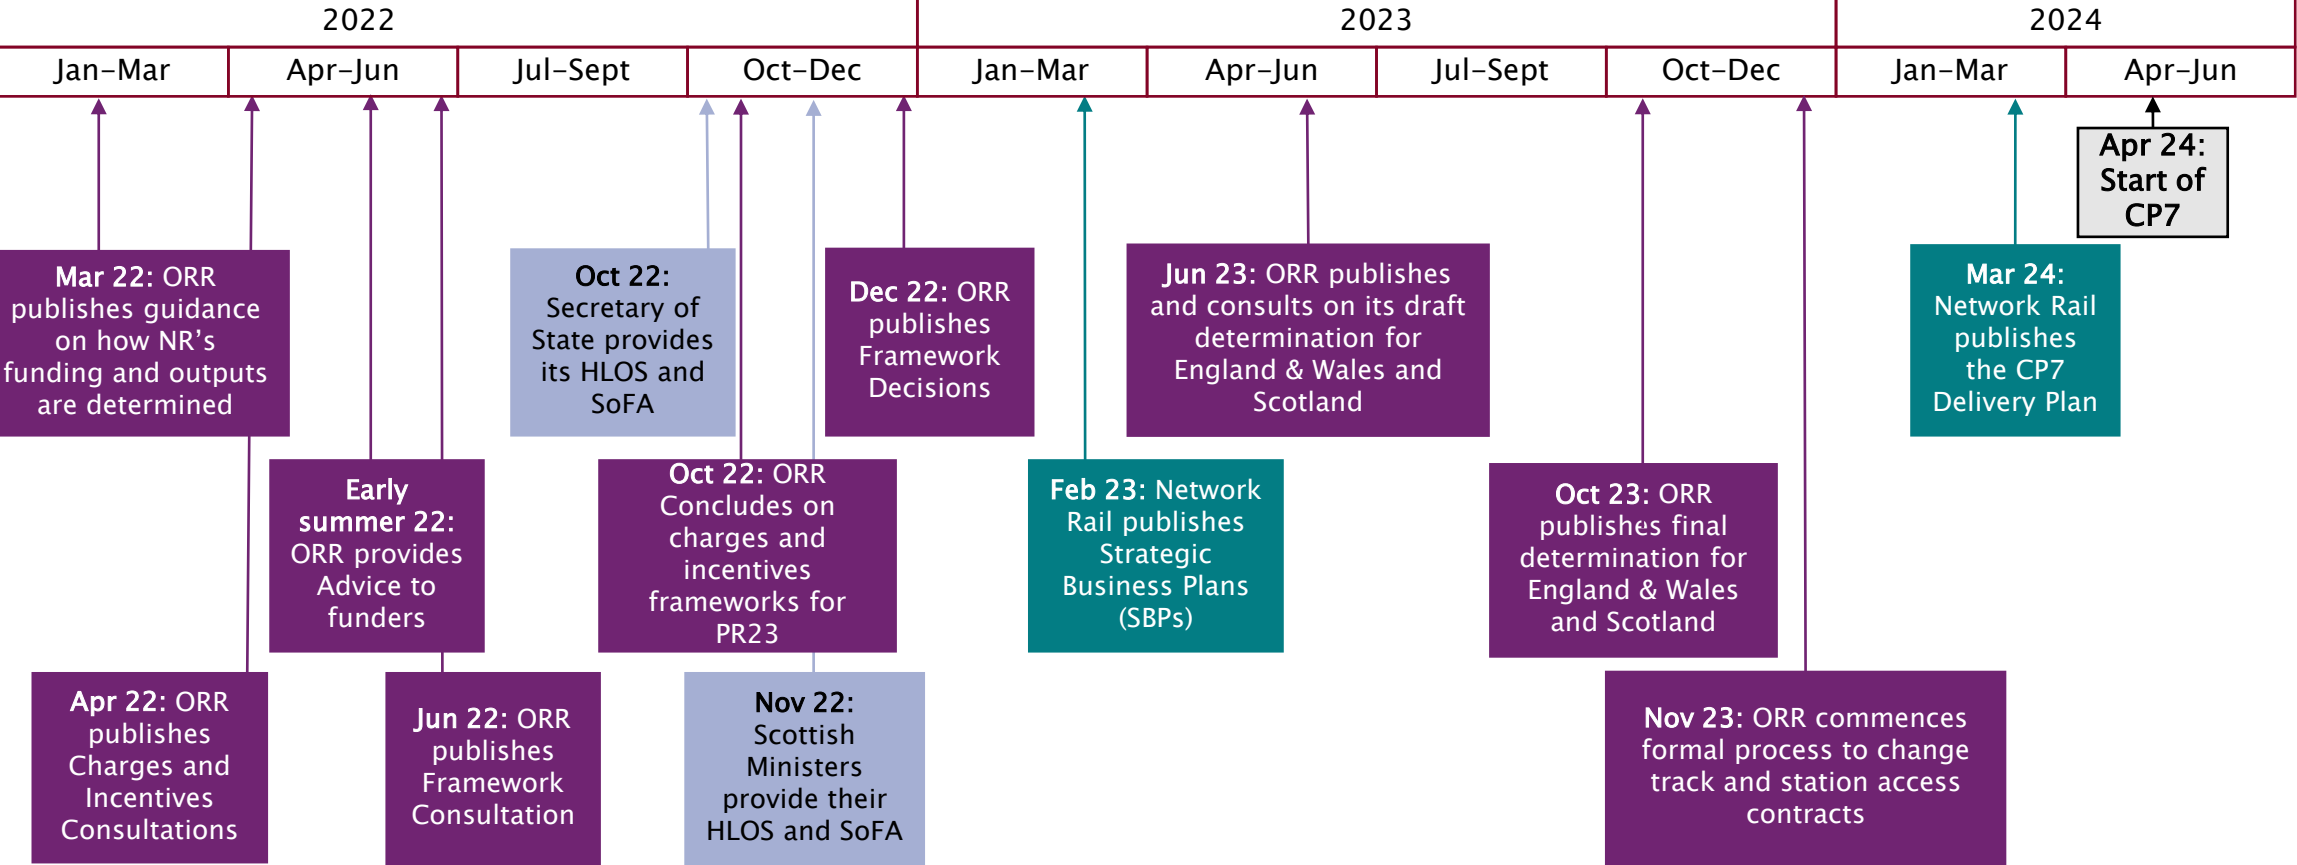 2022
2023
2024
Jan–Mar
Apr–Jun
Jul–Sept
Oct–Dec
Jan–Mar
Apr–Jun
Jul–Sept
Oct–Dec
Jan–Mar
Apr–Jun
Apr 24:
Start of
CP7
Mar 22: ORR
publishes guidance
on how NR’s
funding and outputs
are determined
Oct 22:
Secretary of
State provides
its HLOS and
SoFA
Dec 22: ORR
publishes
Framework
Decisions
Jun 23: ORR publishes
and consults on its draft
determination for
England & Wales and
Scotland
Mar 24:
Network Rail
publishes
the CP7
Delivery Plan
Early
summer 22:
ORR provides
Advice to
funders
Oct 22: ORR
Concludes on
charges and
incentives
frameworks for
PR23
Feb 23: Network
Rail publishes
Strategic
Business Plans
(SBPs)
Oct 23: ORR
publishes final
determination for
England & Wales
and Scotland
Apr 22: ORR
publishes
Charges and
Incentives
Consultations
Jun 22: ORR
publishes
Framework
Consultation
Nov 22:
Scottish
Ministers
provide their
HLOS and SoFA
Nov 23: ORR commences
formal process to change
track and station access
contracts